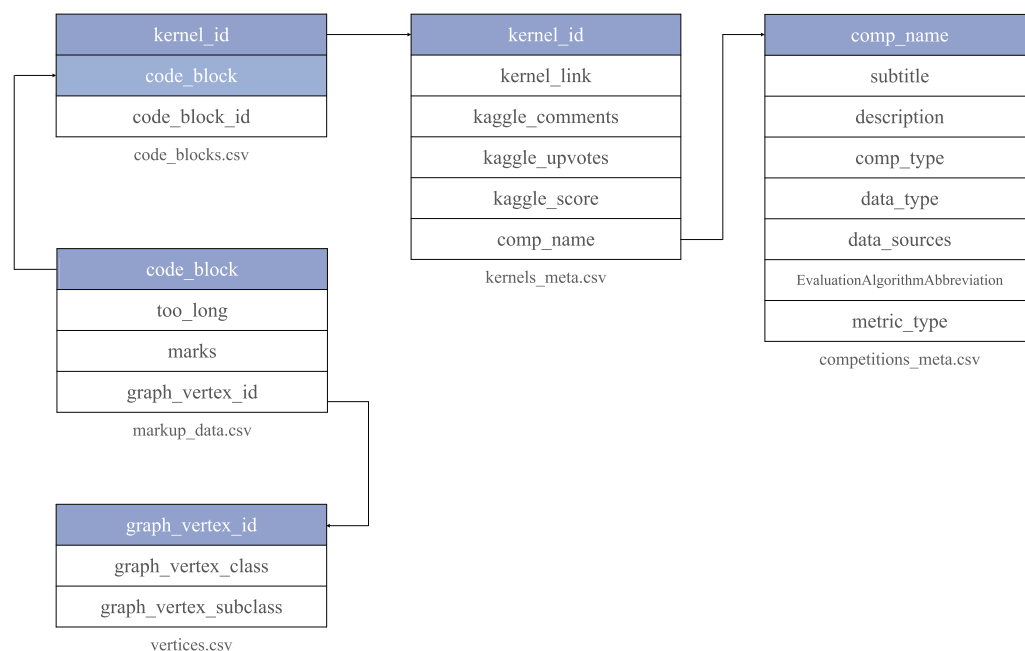 kernel_id
code_block
code_block_id
code_blocks.csv
kernel_id
kernel_link
kaggle_comments
kaggle_upvotes
kaggle_score
comp_name
kernels_meta.csv
comp_name
subtitle
description
comp_type
data_type
data_sources
EvaluationAlgorithmAbbreviation
metric_type
competitions_meta.csv
code_block
too_long
marks
graph_vertex_id
markup_data.csv
graph_vertex_id
graph_vertex_class
graph_vertex_subclass
vertices.csv